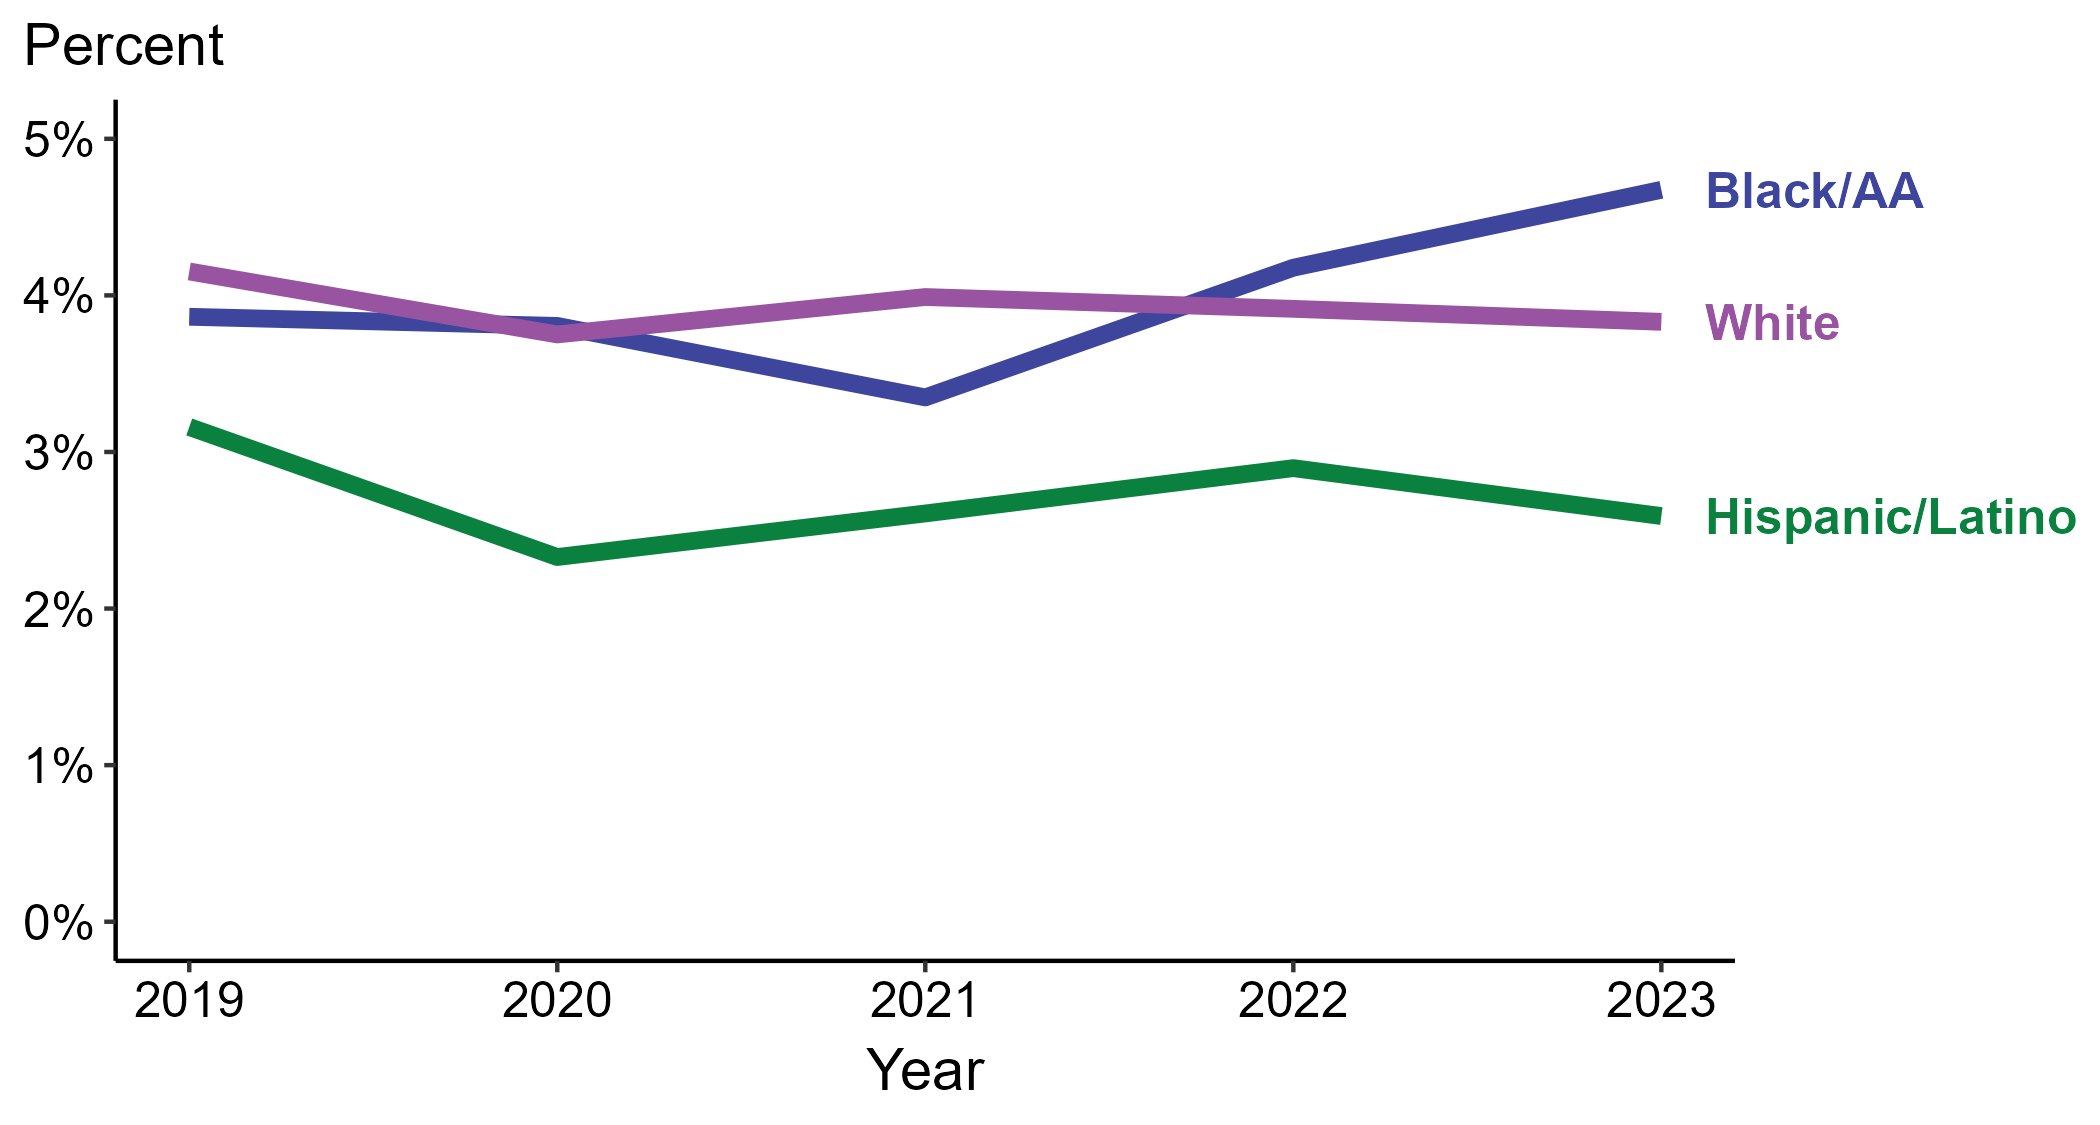 Percent
5%
4%
3%
2%
1%
0%
Black/AA
White
Hispanic/Latino
2019 2020 2021 2022 2023
Year